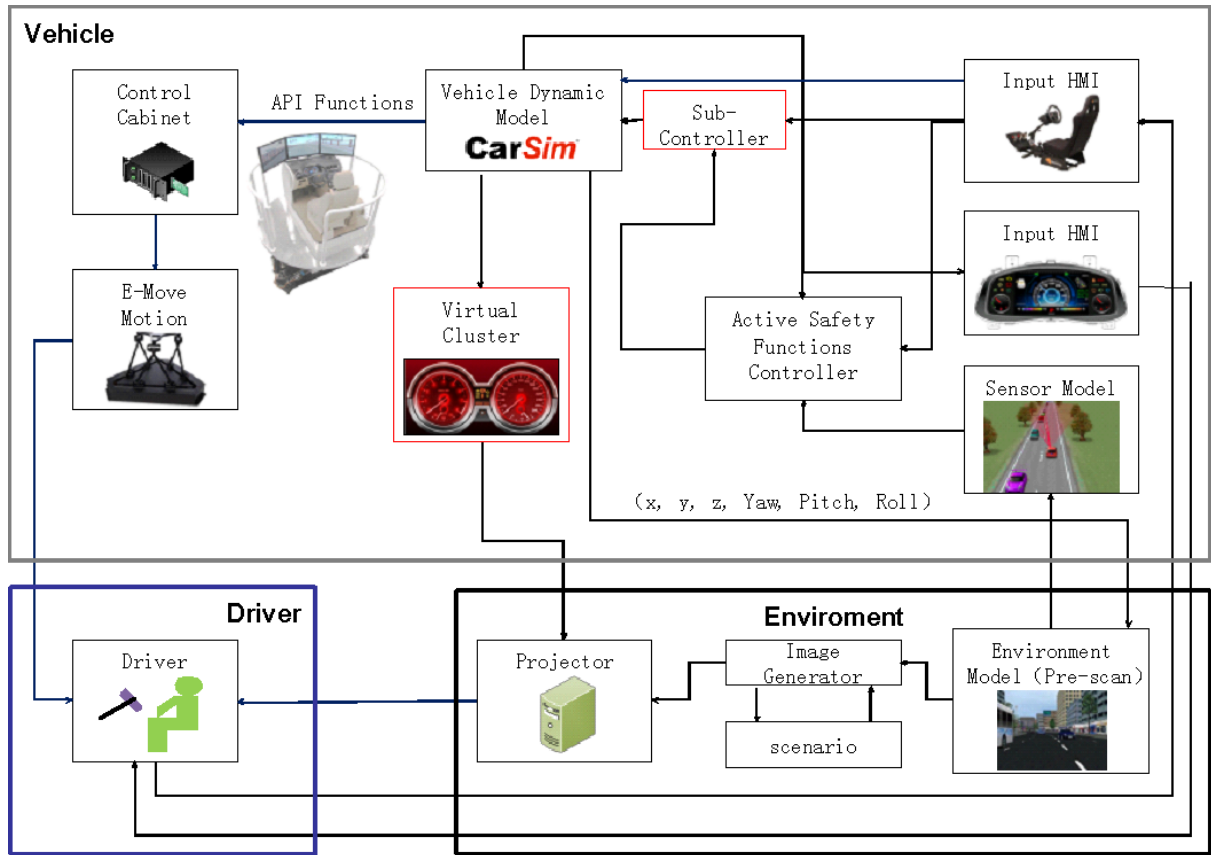 Vehicle
Control
Cabinet
API Functions
Vehicle Dynamic
Model
CarSim
Sub-
Controller
Input HMI
Input HMI
E-Move
Motion
Virtual
Cluster
Active Safety
Functions
Controller
Sensor Model
(x, y, z, Yaw, Pitch, Roll)
Driver
Enviroment
Driver
Projector
Image
Generator
scenario
Environment
Model (Pre-scan)